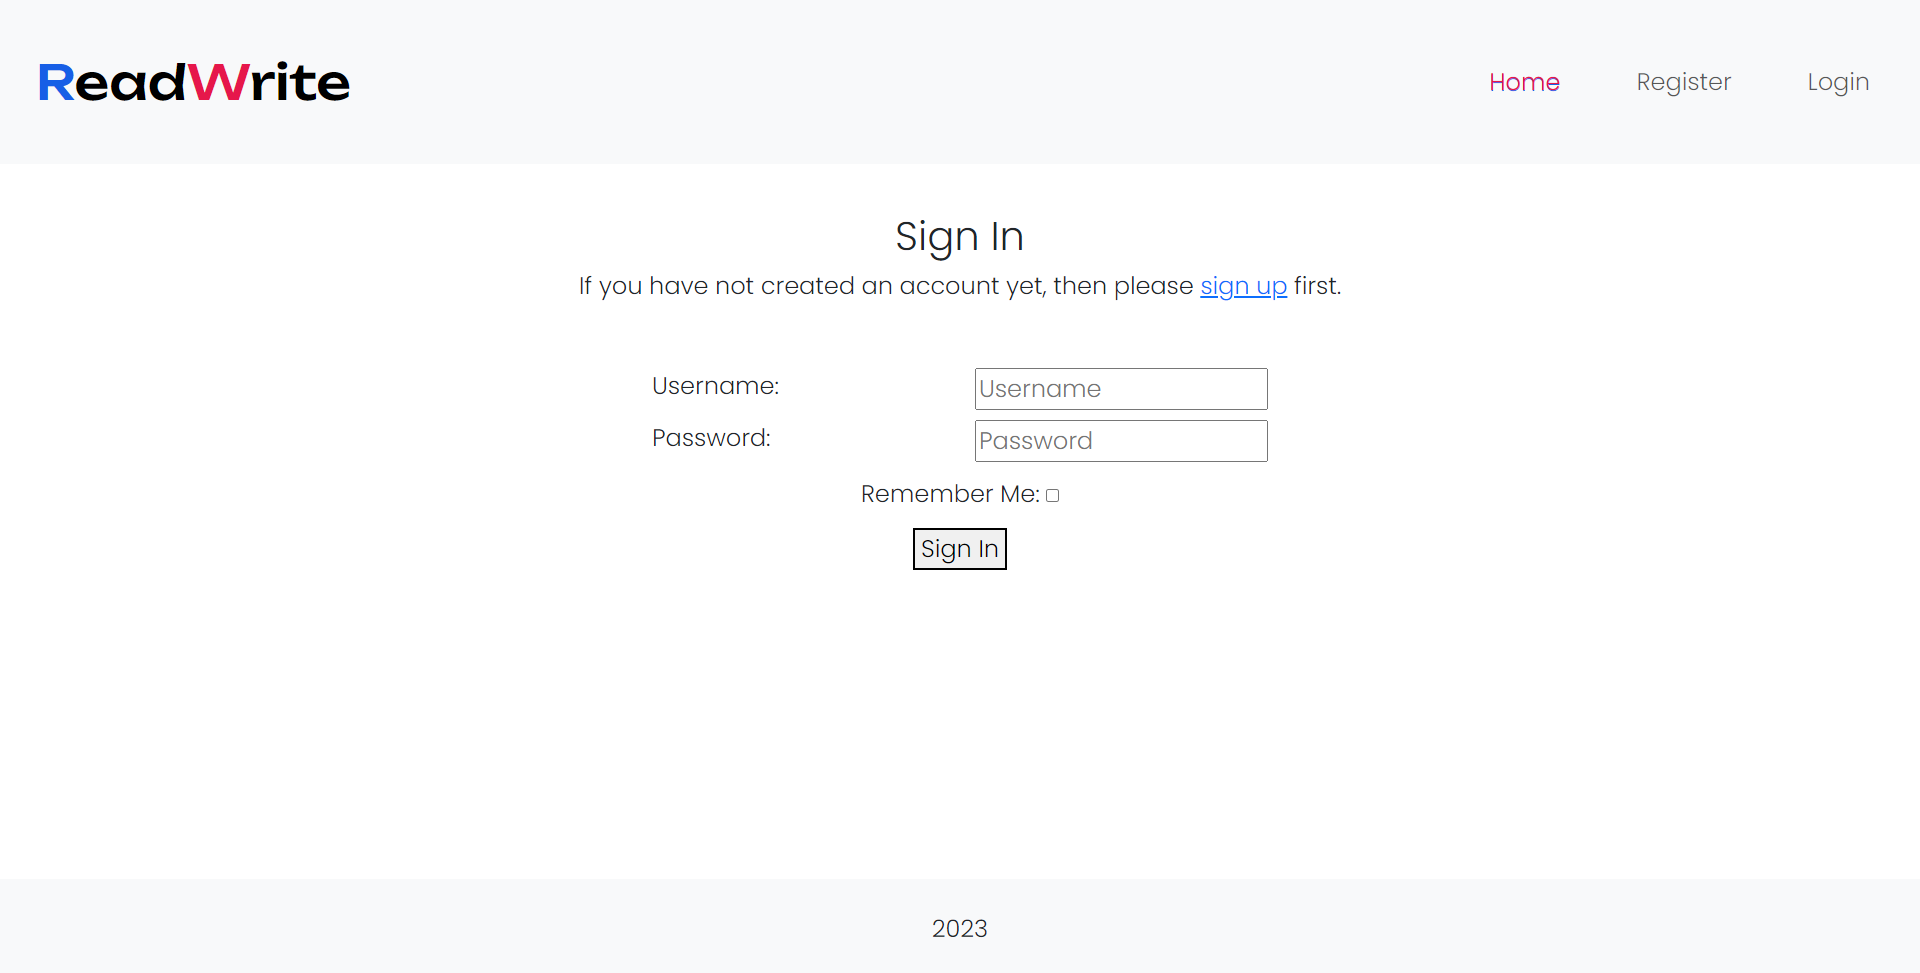 ReadWrite
Home Register Login
Sign In
If you have not created an account yet, then please sign up first.
Username: Username
Password: Password
Remember Me:
Sign In
2023